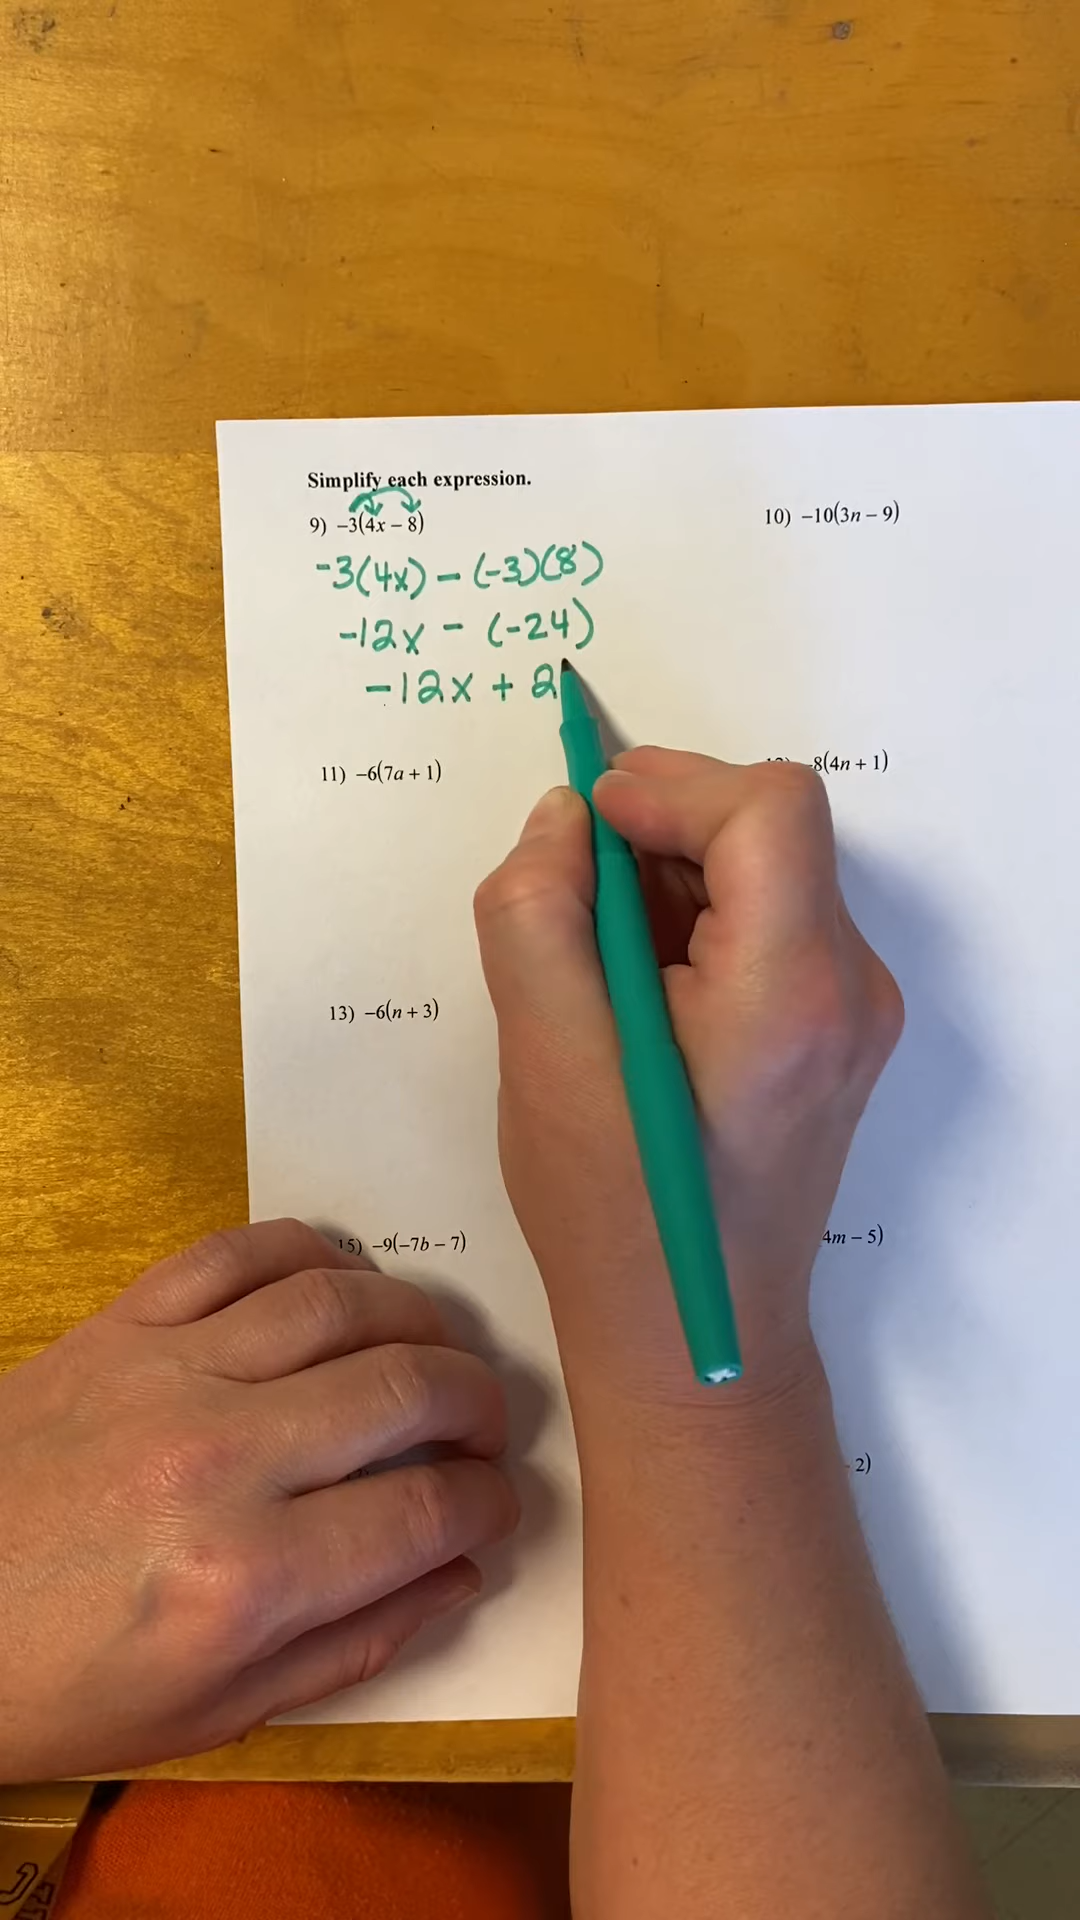 Simplify each expression.
9) –3(4x – 8)
-3(4x) – (-3)(8)
-12x - (-24)
-12x + 2
10) –10(3n – 9)
11) –6(7a + 1)
–8(4n + 1)
13) –6(n + 3)
15) –9(–7b – 7)
4m – 5)
2)